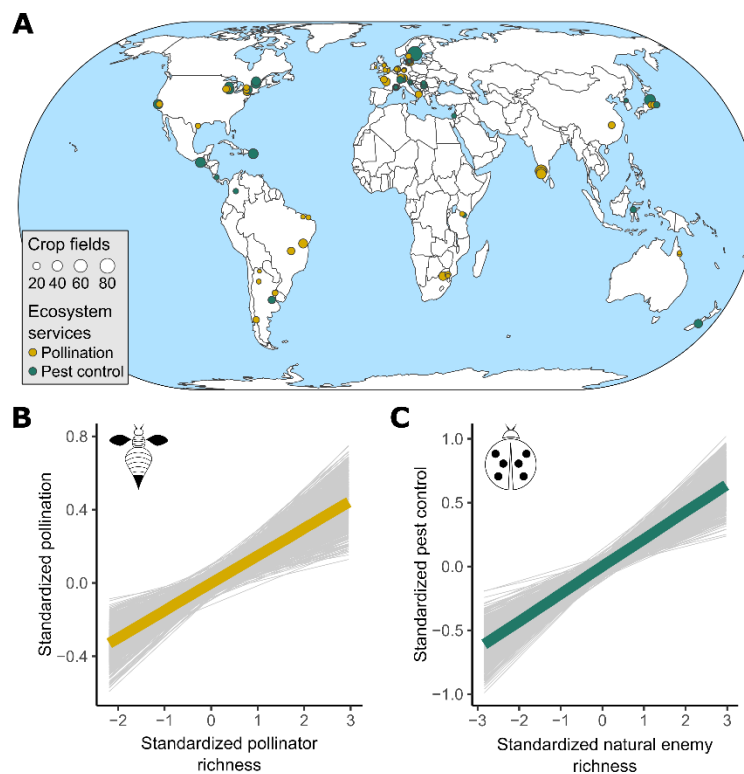 A
Crop fields
20 40 60 80
Ecosystem
services
Pollination
Pest control
B
0.8
0.4
0.0
−0.4
Standardized pollination
−2 −1 0 1 2 3
Standardized pollinator
richness
C
1.0
0.5
0.0
−0.5
−1.0
Standardized pest control
−3 −2 −1 0 1 2 3
Standardized natural enemy
richness